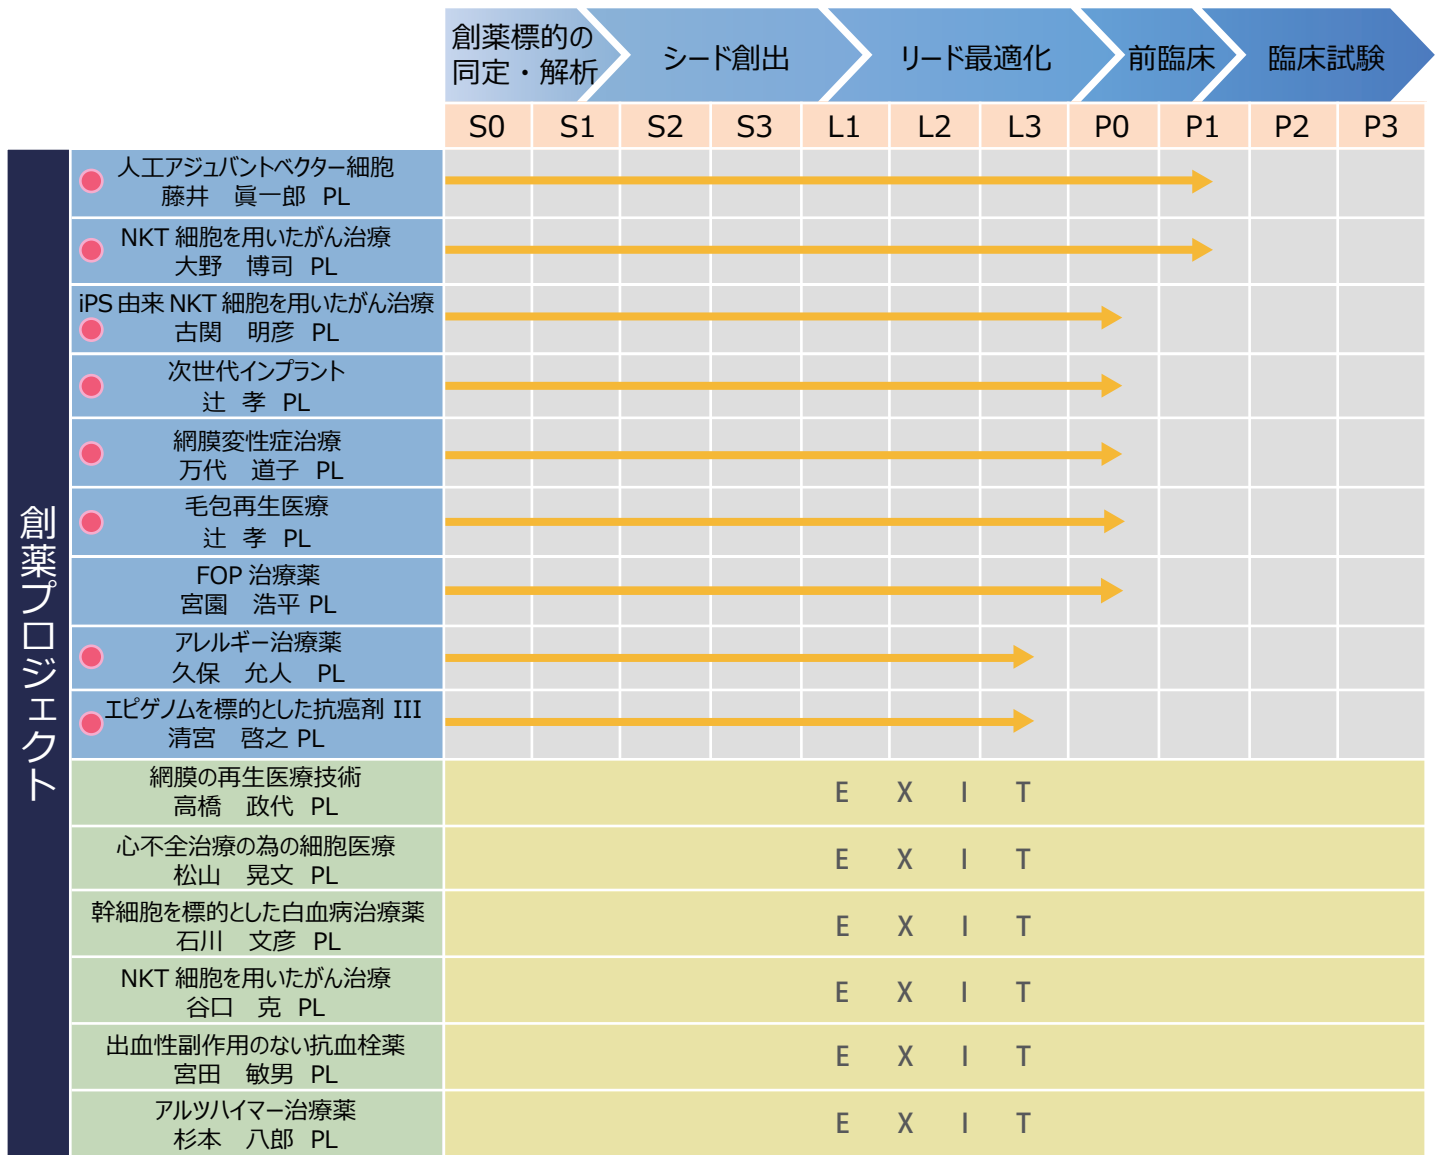 創薬標的の
同定・解析
シード創出
リード最適化
前臨床
臨床試験
S0 S1 S2 S3 L1 L2 L3 P0 P1 P2 P3
創薬プロジェクト
人工アジュバントベクター細胞
藤井 眞一郎 PL
NKT 細胞を用いたがん治療
大野 博司 PL
iPS 由来 NKT 細胞を用いたがん治療
古関 明彦 PL
次世代インプラント
辻 孝 PL
網膜変性症治療
万代 道子 PL
毛包再生医療
辻 孝 PL
FOP 治療薬
宮園 浩平 PL
アレルギー治療薬
久保 允人 PL
エピゲノムを標的とした抗癌剤 III
清宮 啓之 PL
網膜の再生医療技術
高橋 政代 PL
E X I T
心不全治療の為の細胞医療
松山 晃文 PL
E X I T
幹細胞を標的とした白血病治療薬
石川 文彦 PL
E X I T
NKT 細胞を用いたがん治療
谷口 克 PL
E X I T
出血性副作用のない抗血栓薬
宮田 敏男 PL
E X I T
アルツハイマー治療薬
杉本 八郎 PL
E X I T